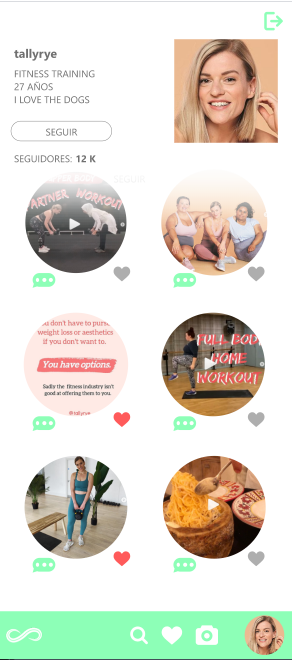 tallyrye
FITNESS TRAINING
27 AÑOS
I LOVE THE DOGS
SEGUIR
SEGUIDORES: 12 K
ARTNER WORKOUT
don't have to pursu
weight loss or aesthetics
if you don't want to.
You have options.
Sadly the fitness industry isn't
good at offering them to you.
@tallyrye
FULL BODY
HOME
WORKOUT